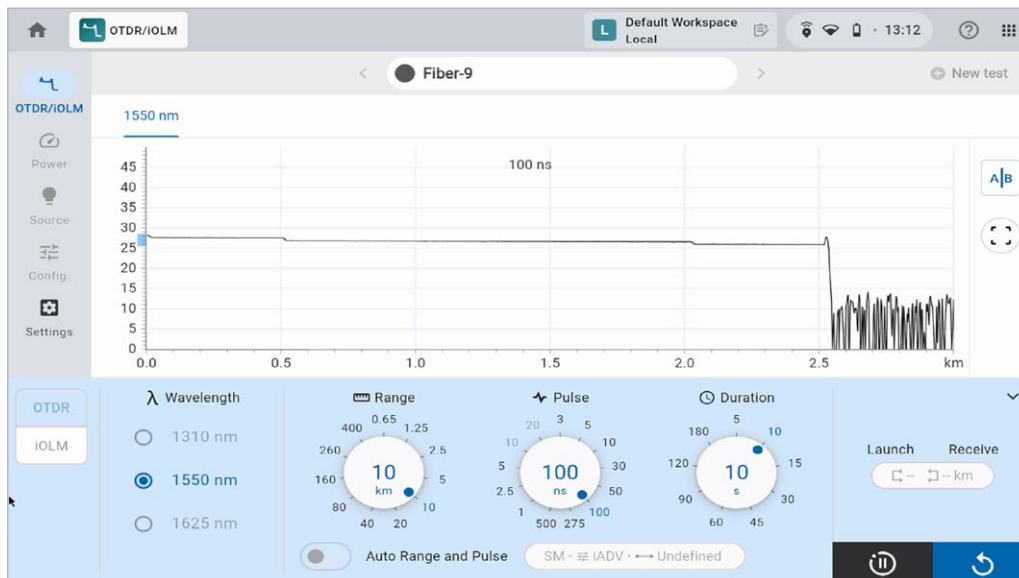 OTDR/iOLM
L
Default Workspace
Local
13:12
OTDR/iOLM
Power
Source
Config.
Settings
Fiber-9
New test
1550 nm
100 ns
45
40
35
30
25
20
15
10
5
0
0.0 0.5 1.0 1.5 2.0 2.5 km
A|B
OTDR
iOLM
λ Wavelength
1310 nm
1550 nm
1625 nm
Range
0.65
400 1.25
260 2.5
160 5
80 10
40 20
10
km
Pulse
3
20 5
10 10
5 30
2.5 50
1 100
500 275
100
ns
Duration
5
180 10
120 15
90 30
60 45
10
s
Launch Receive
-- -- km
Auto Range and Pulse
SM · iADV · Undefined